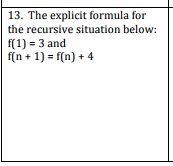 13. The explicit formula for
the recursive situation below:
f(1) = 3 and
f(n + 1) = f(n) + 4